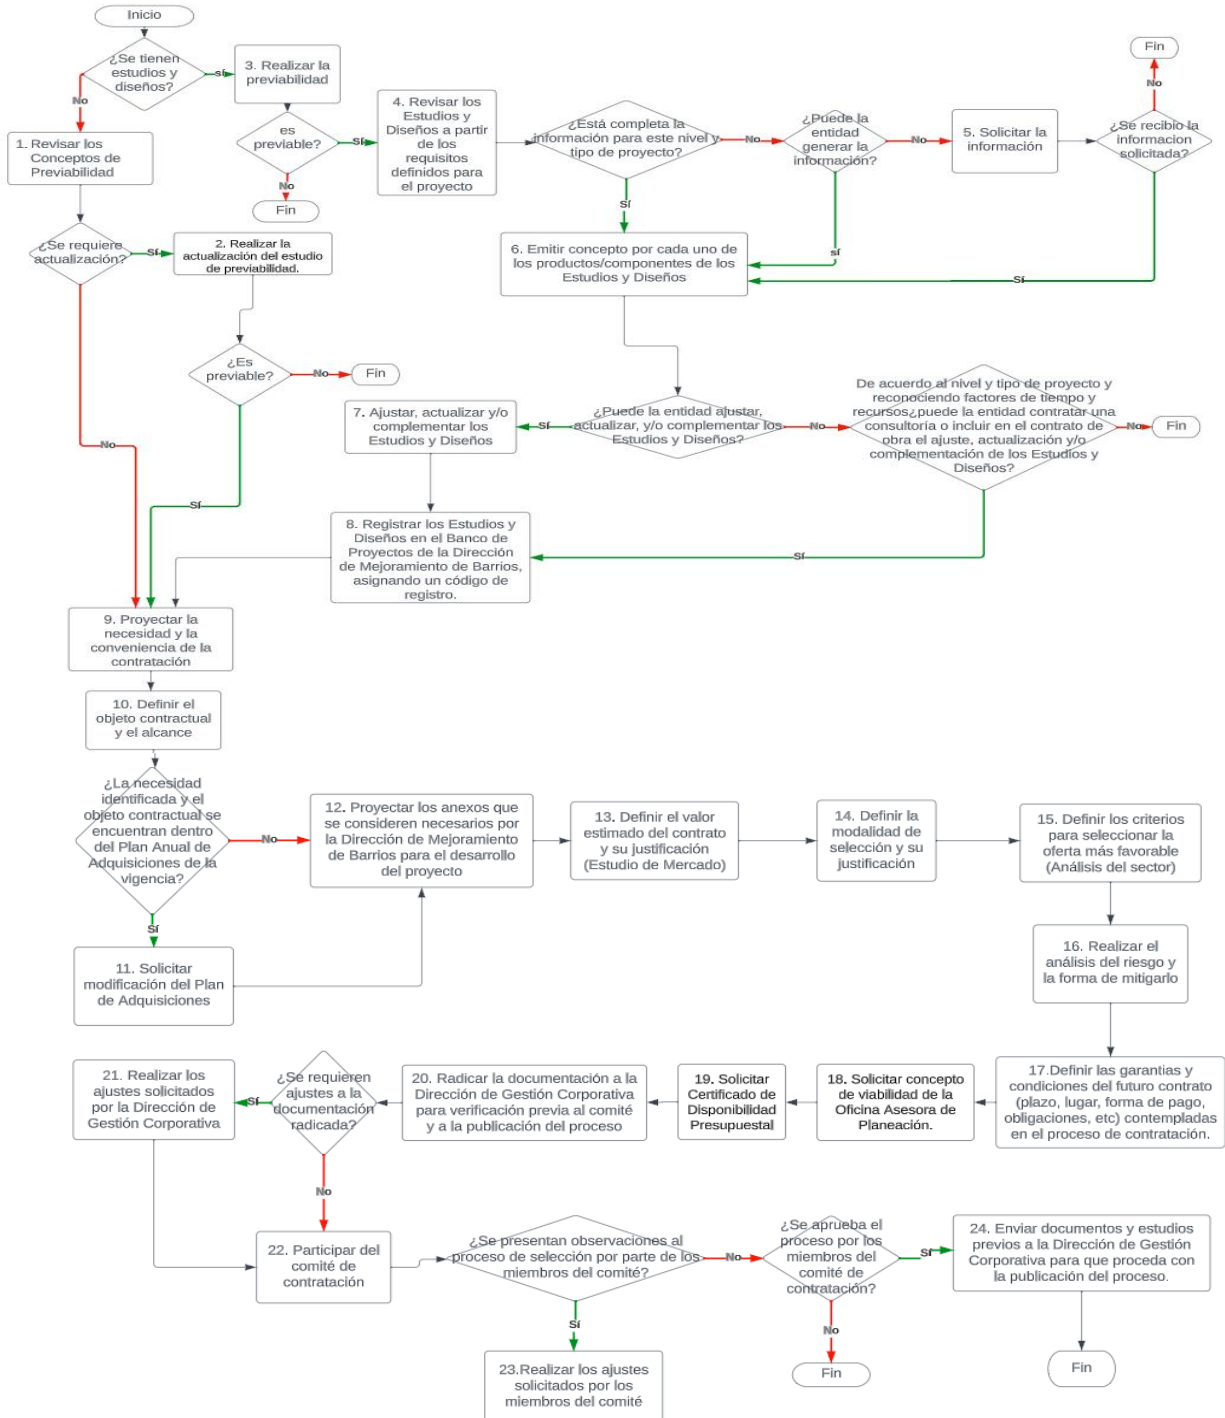 Inicio
¿Se tienen
estudios y
diseños?
sí
No
3. Realizar la
previabilidad
es
previable?
Sí
No
Fin
4. Revisar los
Estudios y
Diseños a partir
de los
requisitos
definidos para
el proyecto
¿Está completa la
información para este nivel y
tipo de proyecto?
No
Sí
¿Puede la
entidad
generar la
información?
No
sí
5. Solicitar la
información
Fin
No
¿Se recibio la
informacion
solicitada?
Sí
1. Revisar los
Conceptos de
Previabilidad
¿Se requiere
actualización?
Sí
No
2. Realizar la
actualización del estudio
de previabilidad.
6. Emitir concepto por cada uno de
los productos/componentes de los
Estudios y Diseños
¿Es
previable?
No
Fin
Sí
7. Ajustar, actualizar y/o
complementar los
Estudios y Diseños
Sí
¿Puede la entidad ajustar,
actualizar, y/o complementar los
Estudios y Diseños?
No
De acuerdo al nivel y tipo de proyecto y
reconociendo factores de tiempo y
recursos¿puede la entidad contratar una
consultoría o incluir en el contrato de
obra el ajuste, actualización y/o
complementación de los Estudios y
Diseños?
No
Fin
Sí
8. Registrar los Estudios y
Diseños en el Banco de
Proyectos de la Dirección
de Mejoramiento de Barrios,
asignando un código de
registro.
9. Proyectar la
necesidad y la
conveniencia de la
contratación
10. Definir el
objeto contractual
y el alcance
¿La necesidad
identificada y el
objeto contractual se
encuentran dentro
del Plan Anual de
Adquisiciones de la
vigencia?
No
Sí
11. Solicitar
modificación del Plan
de Adquisiciones
12. Proyectar los anexos que
se consideren necesarios por
la Dirección de Mejoramiento
de Barrios para el desarrollo
del proyecto
13. Definir el valor
estimado del contrato
y su justificación
(Estudio de Mercado)
14. Definir la
modalidad de
selección y su
justificación
15. Definir los criterios
para seleccionar la
oferta más favorable
(Análisis del sector)
16. Realizar el
análisis del riesgo y
la forma de mitigarlo
17.Definir las garantias y
condiciones del futuro contrato
(plazo, lugar, forma de pago,
obligaciones, etc) contempladas
en el proceso de contratación.
18. Solicitar concepto
de viabilidad de la
Oficina Asesora de
Planeación.
19. Solicitar
Certificado de
Disponibilidad
Presupuestal
20. Radicar la documentación a la
Dirección de Gestión Corporativa
para verificación previa al comité
y a la publicación del proceso
¿Se requieren
ajustes a la
documentación
radicada?
Sí
No
21. Realizar los
ajustes solicitados
por la Dirección de
Gestión Corporativa
22. Participar del
comité de
contratación
¿Se presentan observaciones al
proceso de selección por parte de los
miembros del comité?
No
Sí
23.Realizar los ajustes
solicitados por los
miembros del comité
¿Se aprueba el
proceso por los
miembros del
comité de
contratación?
Sí
No
Fin
24. Enviar documentos y estudios
previos a la Dirección de Gestión
Corporativa para que proceda con
la publicación del proceso.
Fin